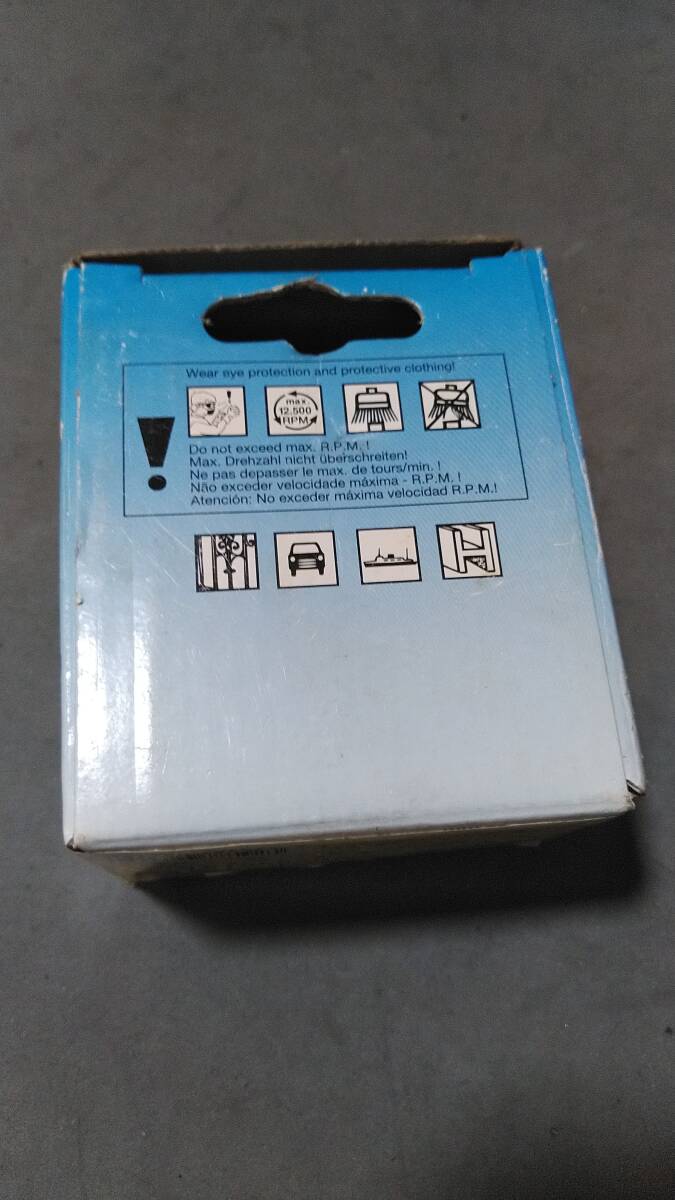 Wear eye protection and protective clothing!
!
max
12.500
RPM
Do not exceed max. R.P.M. !
Max. Drehzahl nicht überschreiten!
Ne pas depasser le max. de tours/min. !
Não exceder velocidade máxima - R.P.M. !
Atención: No exceder máxima velocidad R.P.M.!